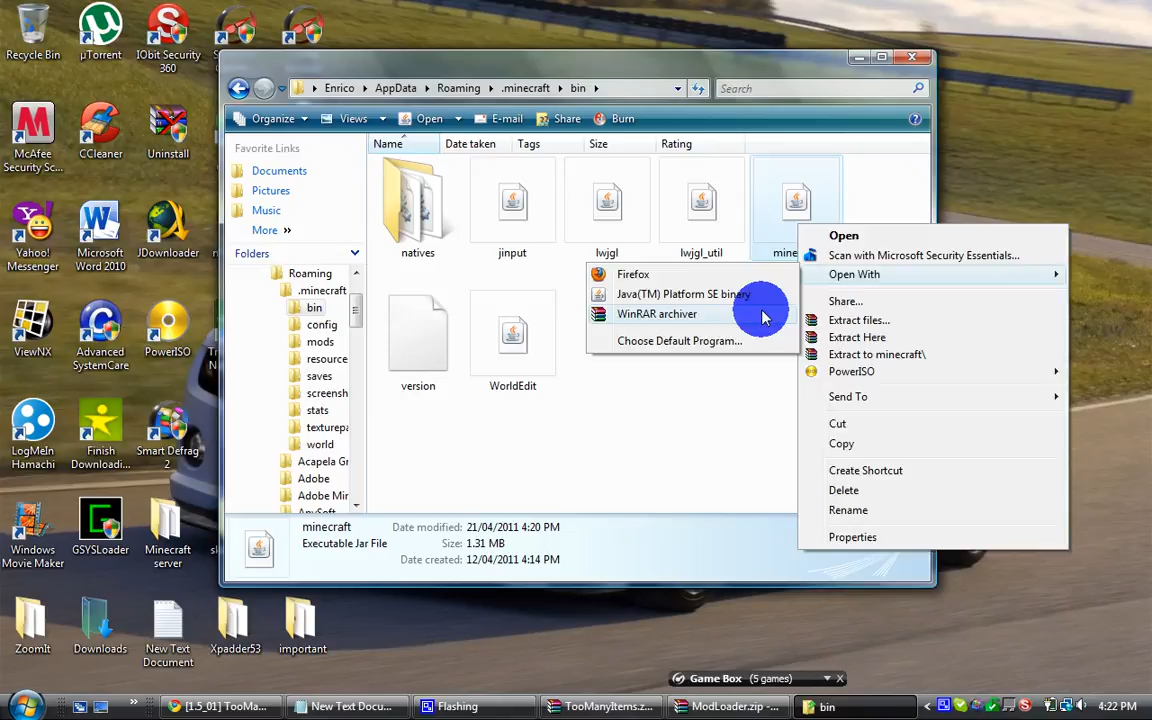 Recycle Bin
µTorrent
IObit Security
360
Enrico
AppData
Roaming
.minecraft
bin
Search
Organize
Views
Open
E-mail
Share
Burn
Favorite Links
Documents
Pictures
Music
More »
Folders
Roaming
.minecraft
bin
config
mods
resource
saves
screensh
stats
texturepa
world
Acapela Gr
Adobe
Adobe Mir
Name
Date taken
Tags
Size
Rating
natives
jinput
lwjgl
lwjgl_util
mine
version
WorldEdit
Firefox
Java(TM) Platform SE binary
WinRAR archiver
Choose Default Program...
Open
Scan with Microsoft Security Essentials...
Open With
Share...
Extract files...
Extract Here
Extract to minecraft\
PowerISO
Send To
Cut
Copy
Create Shortcut
Delete
Rename
Properties
minecraft
Executable Jar File
Date modified: 21/04/2011 4:20 PM
Size: 1.31 MB
Date created: 12/04/2011 4:14 PM
McAfee
Security Sc...
CCleaner
Uninstall
Yahoo!
Messenger
Microsoft
Word 2010
JDownloader
ViewNX
Advanced
SystemCare
PowerISO
LogMeIn
Hamachi
Finish
Downloadi...
Smart Defrag
2
Windows
Movie Maker
GSYSLoader
Minecraft
server
ZoomIt
Downloads
New Text
Document
Xpadder53
important
Game Box (5 games)
[1.5_01] TooMa...
New Text Docu...
Flashing
TooManyItems.z...
ModLoader.zip -...
bin
4:22 PM